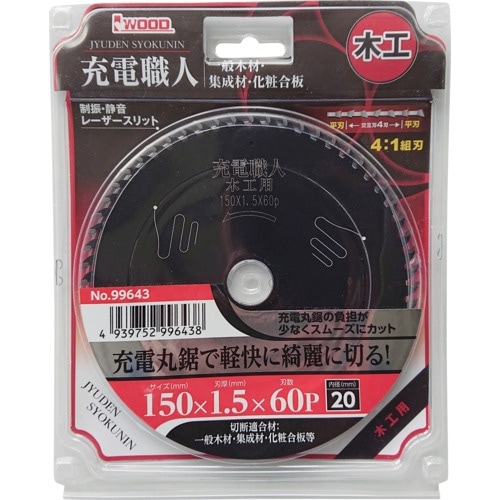 iWOOD
JYUDEN SYOKUNIN
充電職人
一般木材・
集成材・化粧合板
木工
制振・静音
レーザースリット
平刃 交互刃4刃 平刃
4:1組刃
充電職人
木工用
150X1.5X60p
No.99643
4 939752 996438
充電丸鋸の負担が
少なくスムーズにカット
充電丸鋸で軽快に綺麗に切る!
サイズ(mm) 刃厚(mm) 刃数 内径(mm)
150×1.5×60P 20
切断適合材:
一般木材・集成材・化粧合板等
JYUDEN
SYOKUNIN
木工用